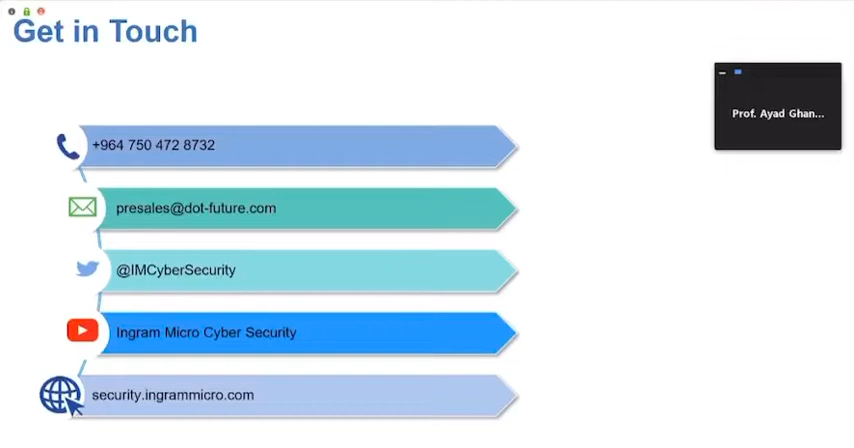 Get in Touch
Prof. Ayad Ghan...
+964 750 472 8732
presales@dot-future.com
@IMCyberSecurity
Ingram Micro Cyber Security
security.ingrammicro.com